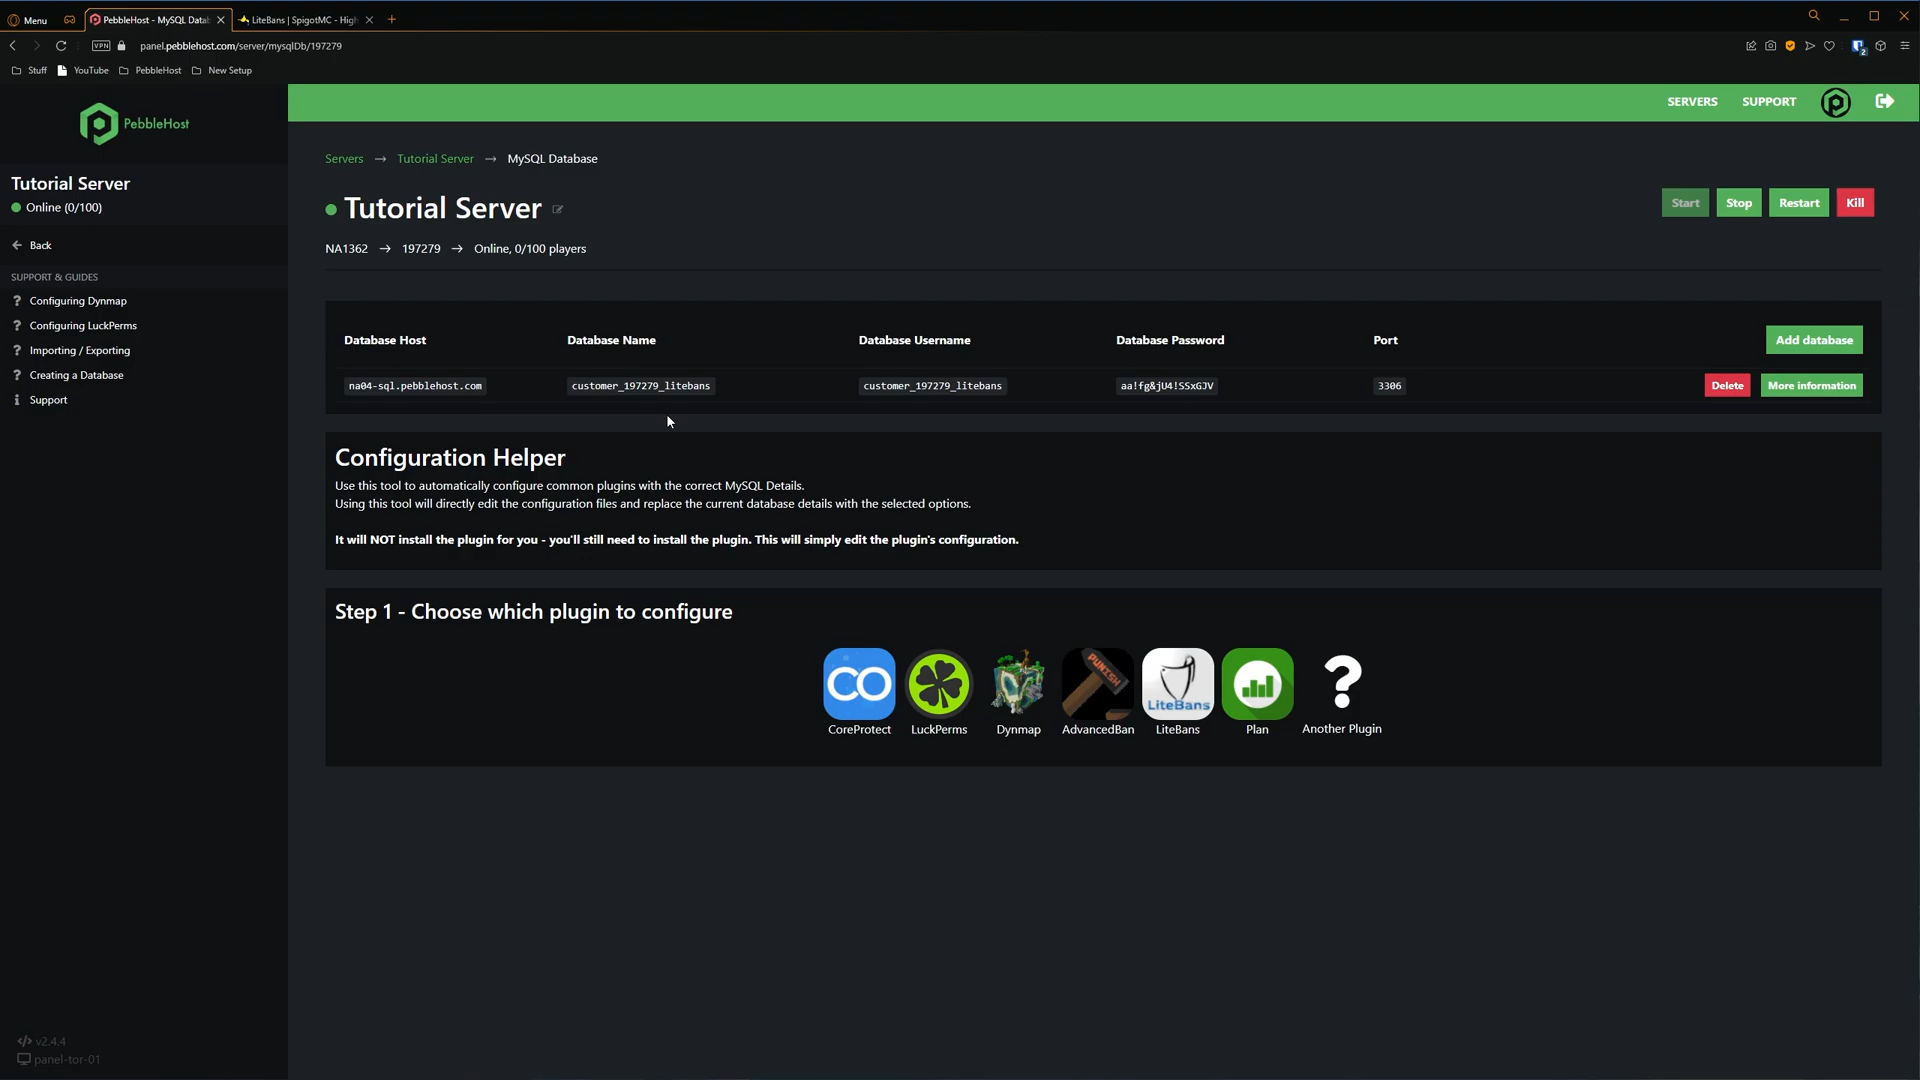 Menu
PebbleHost - MySQL Datab
LiteBans | SpigotMC - High
VPN
panel.pebblehost.com/server/mysqlDb/197279
2
Stuff
YouTube
PebbleHost
New Setup
PebbleHost
SERVERS
SUPPORT
Tutorial Server
Online (0/100)
Back
SUPPORT & GUIDES
Configuring Dynmap
Configuring LuckPerms
Importing / Exporting
Creating a Database
Support
Servers → Tutorial Server → MySQL Database
Tutorial Server
Start
Stop
Restart
Kill
NA1362 → 197279 → Online, 0/100 players
Database Host
Database Name
Database Username
Database Password
Port
Add database
na04-sql.pebblehost.com
customer_197279_litebans
customer_197279_litebans
aa!fg&jU4!SSxGJV
3306
Delete
More information
Configuration Helper
Use this tool to automatically configure common plugins with the correct MySQL Details.
Using this tool will directly edit the configuration files and replace the current database details with the selected options.
It will NOT install the plugin for you - you'll still need to install the plugin. This will simply edit the plugin's configuration.
Step 1 - Choose which plugin to configure
CO
PUNISH
LiteBans
?
CoreProtect
LuckPerms
Dynmap
AdvancedBan
LiteBans
Plan
Another Plugin
v2.4.4
panel-tor-01